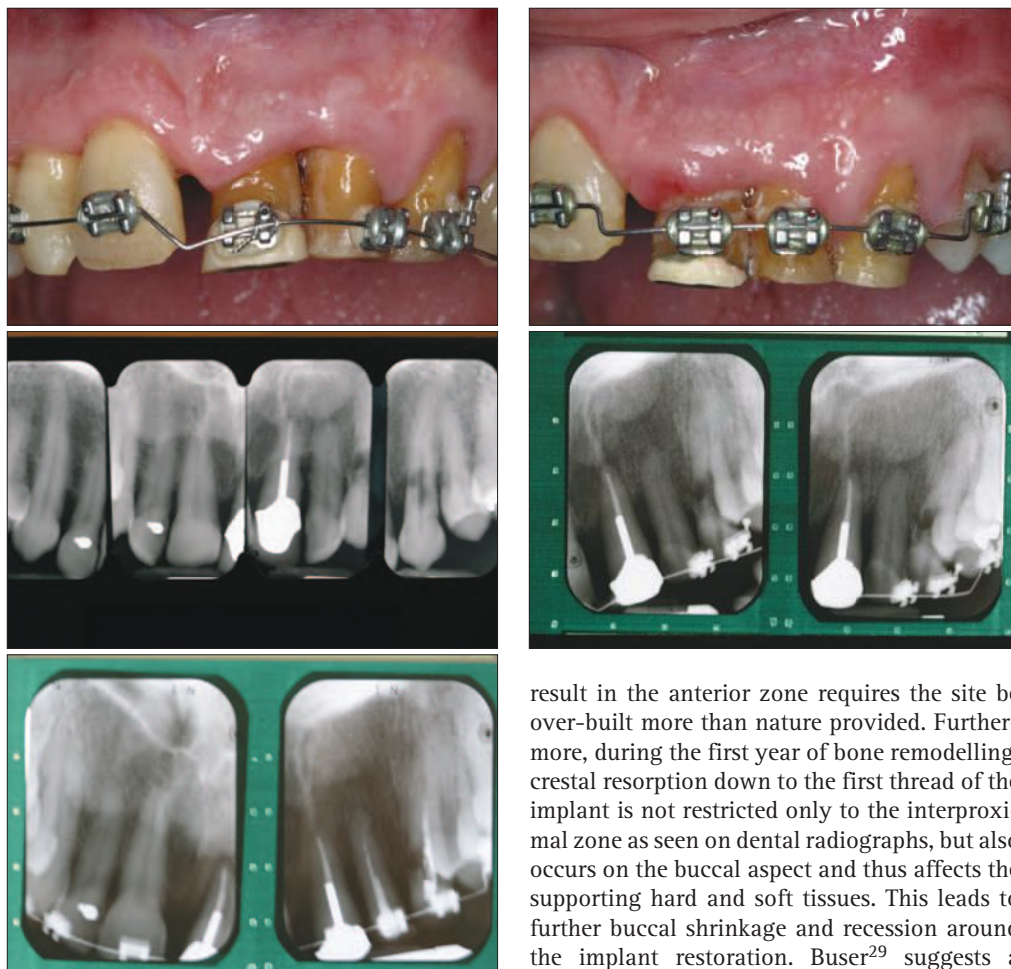 result in the anterior zone requires the site be
over-built more than nature provided. Further-
more, during the first year of bone remodelling,
crestal resorption down to the first thread of the
implant is not restricted only to the interproxi-
mal zone as seen on dental radiographs, but also
occurs on the buccal aspect and thus affects the
supporting hard and soft tissues. This leads to
further buccal shrinkage and recession around
the implant restoration. Buser²⁹ suggests a